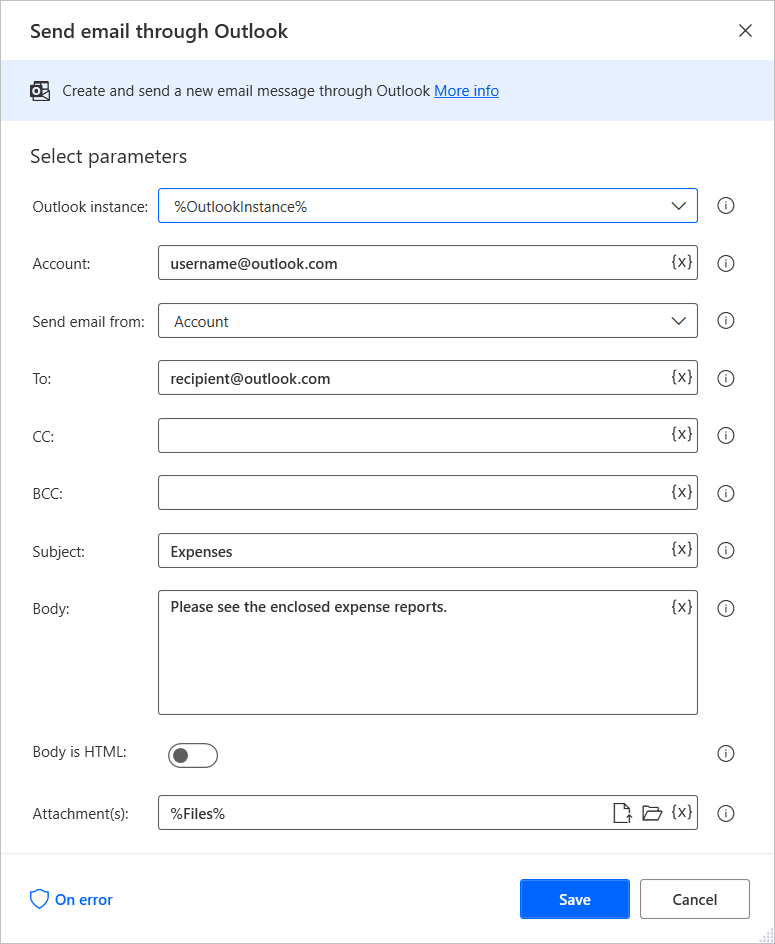 Send email through Outlook
Create and send a new email message through Outlook More info
Select parameters
Outlook instance: %OutlookInstance%
Account: username@outlook.com {x}
Send email from: Account
To: recipient@outlook.com {x}
CC: {x}
BCC: {x}
Subject: Expenses {x}
Body: Please see the enclosed expense reports. {x}
Body is HTML:
Attachment(s): %Files% {x}
On error Save Cancel